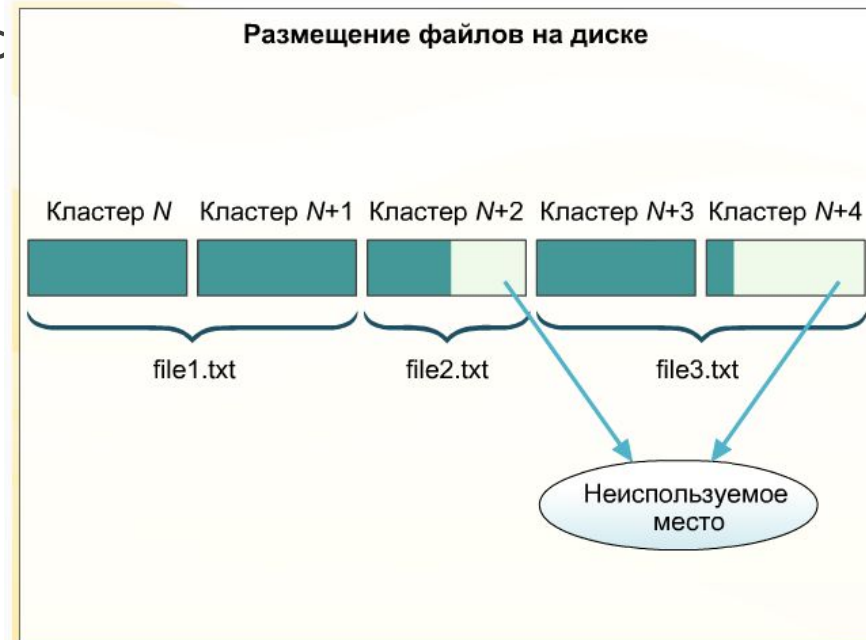 Размещение файлов на диске
Кластер N Кластер N+1 Кластер N+2 Кластер N+3 Кластер N+4
file1.txt file2.txt file3.txt
Неиспользуемое
место